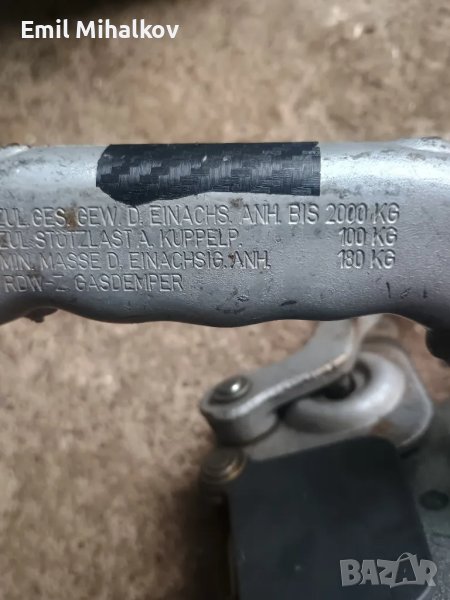 Emil Mihalkov
ZUL. GES. GEW. D. EINACHS. ANH. BIS 2000 KG
ZUL. STÜTZLAST A. KUPPELP. 100 KG
MIN. MASSE D. EINACHSIG. ANH. 180 KG
RDW-Z. GASDEMPER
BAZAR